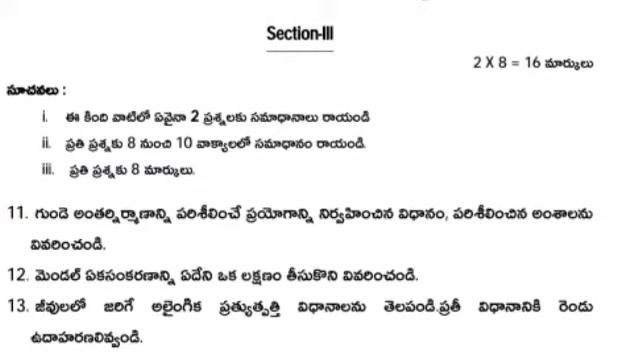 Section-III
2 X 8 = 16 మార్కులు
సూచనలు :
i. ఈ కింది వాటిలో ఏవైనా 2 ప్రశ్నలకు సమాధానాలు రాయండి
ii. ప్రతి ప్రశ్నకు 8 నుంచి 10 వాక్యాలలో సమాధానం రాయండి.
iii. ప్రతి ప్రశ్నకు 8 మార్కులు.
11. గుండె అంతర్నిర్మాణాన్ని పరిశీలించే ప్రయోగాన్ని నిర్వహించిన విధానం, పరిశీలించిన అంశాలను
వివరించండి.
12. మెండల్ ఏకసంకరణాన్ని ఏదేని ఒక లక్షణం తీసుకొని వివరించండి.
13. జీవులలో జరిగే అలైంగిక ప్రత్యుత్పత్తి విధానాలను తెలపండి.ప్రతీ విధానానికి రెండు
ఉదాహరణలివ్వండి.